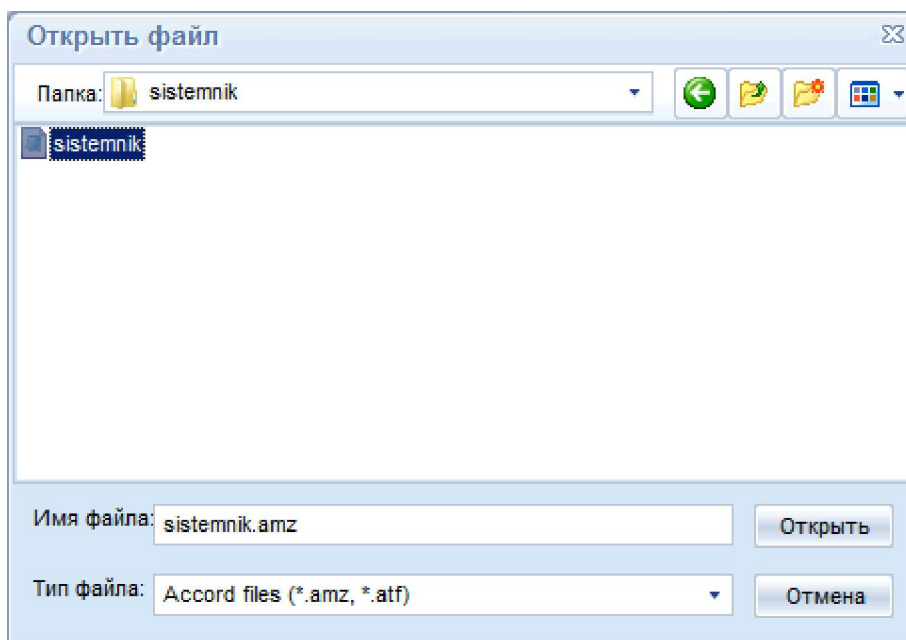 Открыть файл
Папка: sistemnik
sistemnik
Имя файла: sistemnik.amz Открыть
Тип файла: Accord files (*.amz, *.atf) Отмена